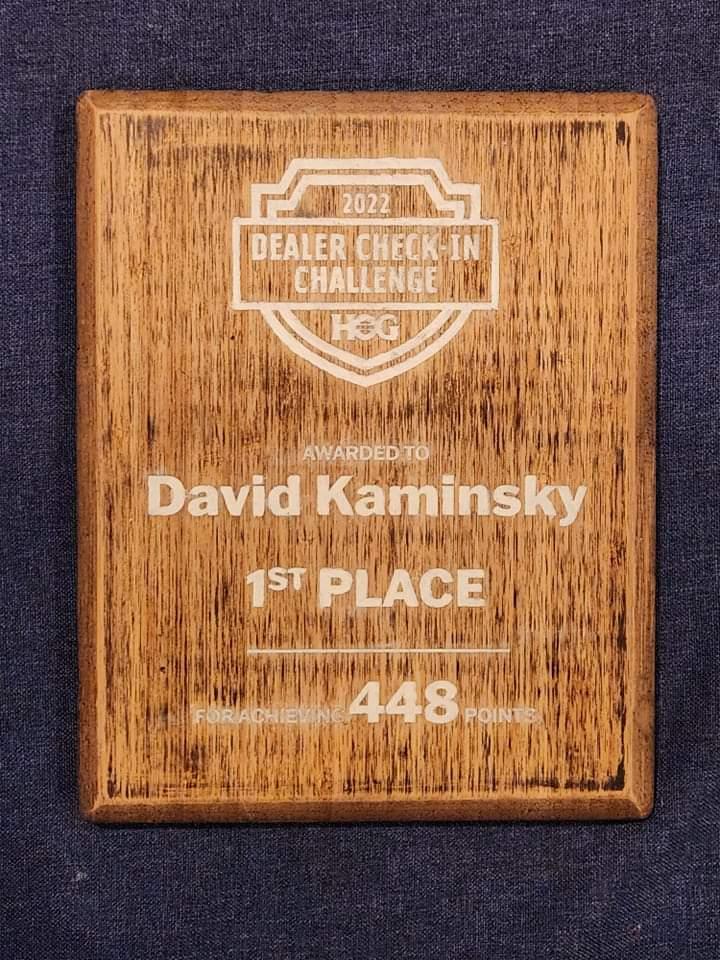 2022
DEALER CHECK-IN
CHALLENGE
HOG
AWARDED TO
David Kaminsky
1ST PLACE
FOR ACHIEVING 448 POINTS